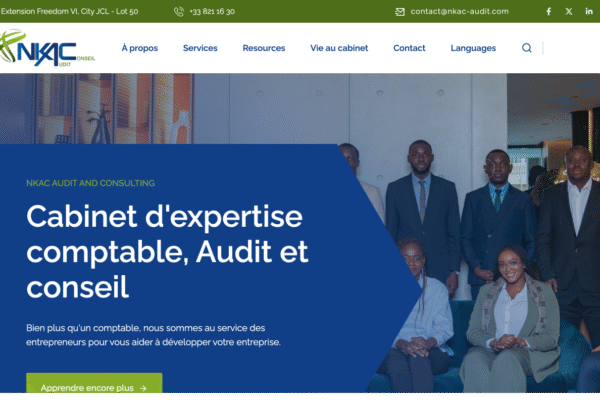 Extension Freedom VI, City JCL - Lot 50
+33 821 16 30
contact@nkac-audit.com
NKAC
ONSEIL
UDIT
À propos
Services
Resources
Vie au cabinet
Contact
Languages
NKAC AUDIT AND CONSULTING
Cabinet d'expertise
comptable, Audit et
conseil
Bien plus qu'un comptable, nous sommes au service des
entrepreneurs pour vous aider à développer votre entreprise.
Apprendre encore plus →